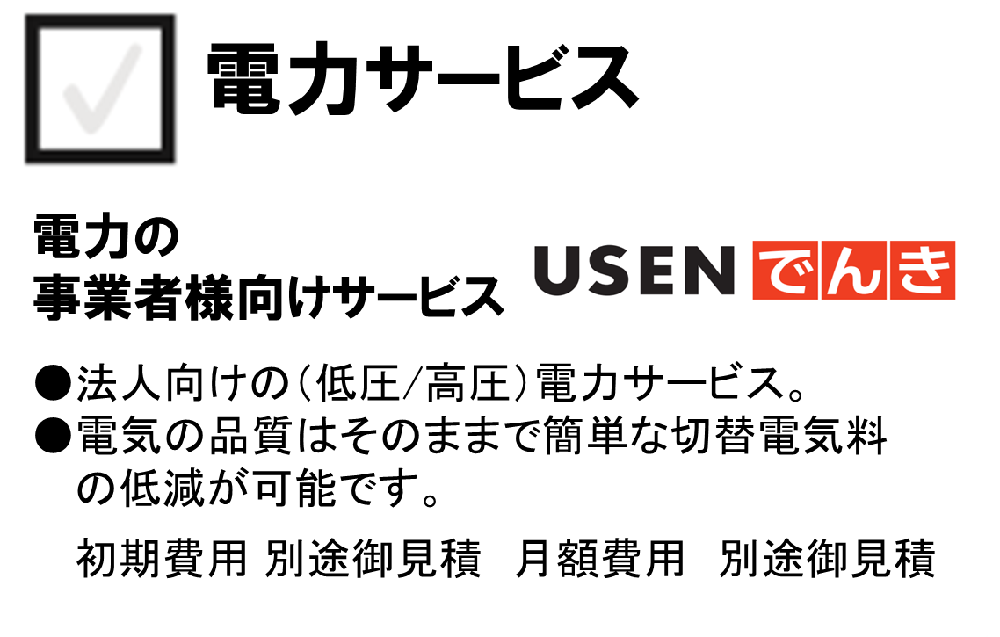 電力サービス
電力の
事業者様向けサービス
USENでんき
●法人向けの（低圧/高圧）電力サービス。
●電気の品質はそのままで簡単な切替電気料
の低減が可能です。
初期費用 別途御見積　月額費用　別途御見積